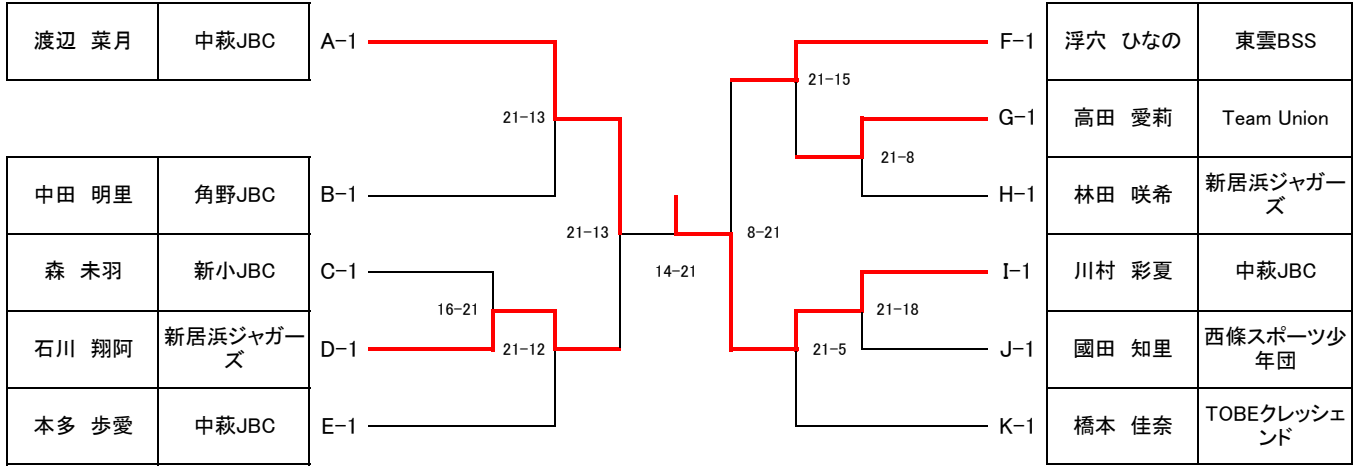 渡辺　菜月 中萩JBC A-1
中田　明里 角野JBC B-1
森　未羽 新小JBC C-1
石川　翔阿 新居浜ジャガー
ズ D-1
本多　歩愛 中萩JBC E-1
21-13
21-13
16-21
21-12
14-21
21-15
21-8
8-21
21-18
21-5
F-1 浮穴　ひなの 東雲BSS
G-1 高田　愛莉 Team Union
H-1 林田　咲希 新居浜ジャガー
ズ
I-1 川村　彩夏 中萩JBC
J-1 國田　知里 西條スポーツ少
年団
K-1 橋本　佳奈 TOBEクレッシェ
ンド